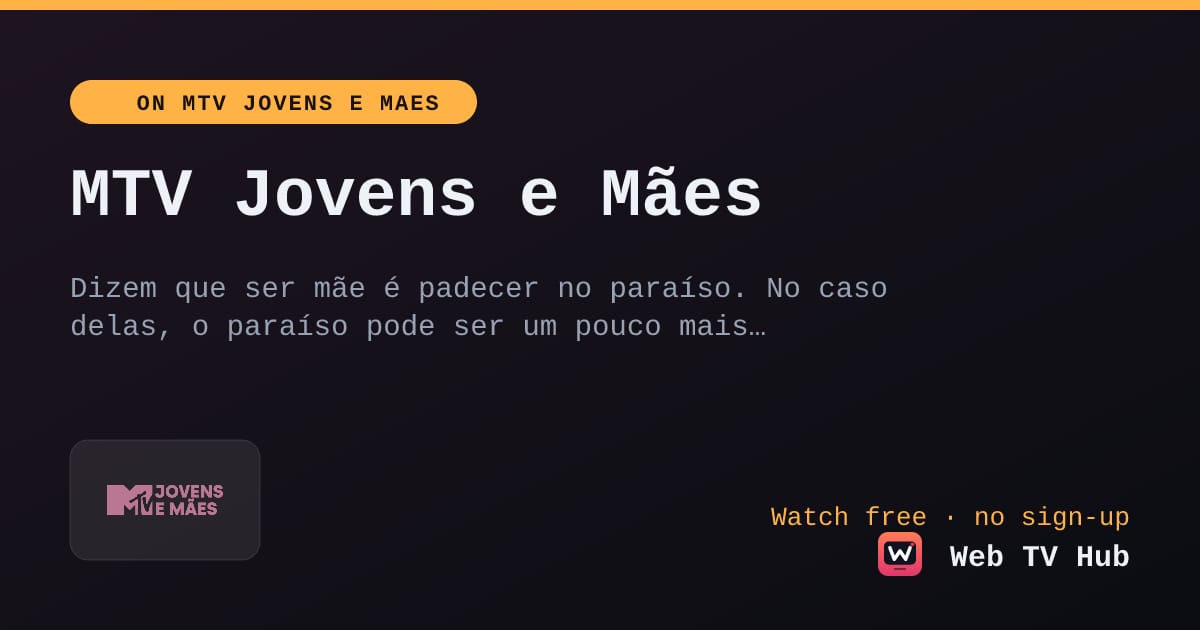 ON MTV JOVENS E MAES
MTV Jovens e Mães
Dizem que ser mãe é padecer no paraíso. No caso
delas, o paraíso pode ser um pouco mais…
MTV JOVENS
E MÃES
Watch free · no sign-up
W Web TV Hub